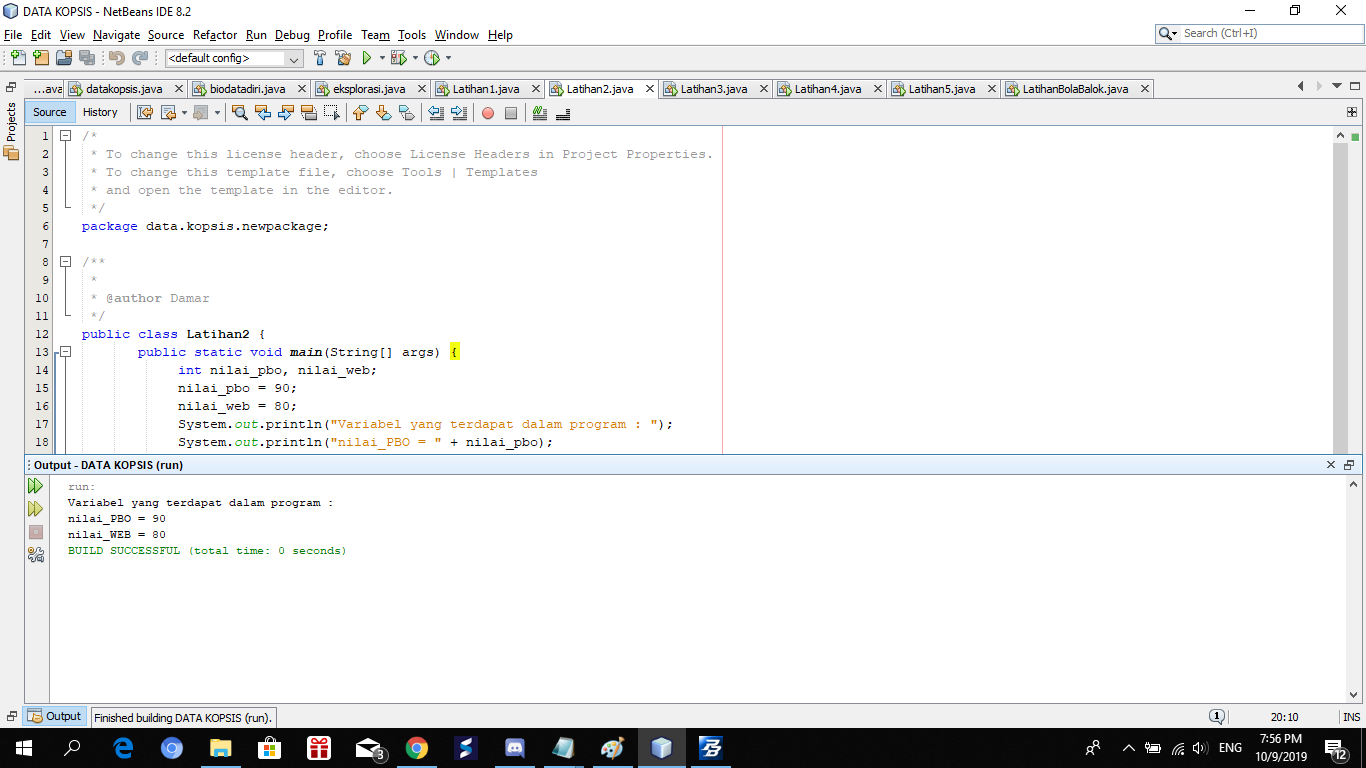 DATA KOPSIS - NetBeans IDE 8.2
File Edit View Navigate Source Refactor Run Debug Profile Team Tools Window Help
Search (Ctrl+I)
<default config>
...ava datakopsis.java biodatadiri.java eksplorasi.java Latihan1.java Latihan2.java Latihan3.java Latihan4.java Latihan5.java LatihanBolaBalok.java
Projects
Source History
1 /*
2 * To change this license header, choose License Headers in Project Properties.
3 * To change this template file, choose Tools | Templates
4 * and open the template in the editor.
5 */
6 package data.kopsis.newpackage;
7
8 /**
9 *
10 * @author Damar
11 */
12 public class Latihan2 {
13 public static void main(String[] args) {
14 int nilai_pbo, nilai_web;
15 nilai_pbo = 90;
16 nilai_web = 80;
17 System.out.println("Variabel yang terdapat dalam program : ");
18 System.out.println("nilai_PBO = " + nilai_pbo);
Output - DATA KOPSIS (run)
run:
Variabel yang terdapat dalam program :
nilai_PBO = 90
nilai_WEB = 80
BUILD SUCCESSFUL (total time: 0 seconds)
Output Finished building DATA KOPSIS (run). 1 20:10 INS
3 ENG 7:56 PM
10/9/2019 12